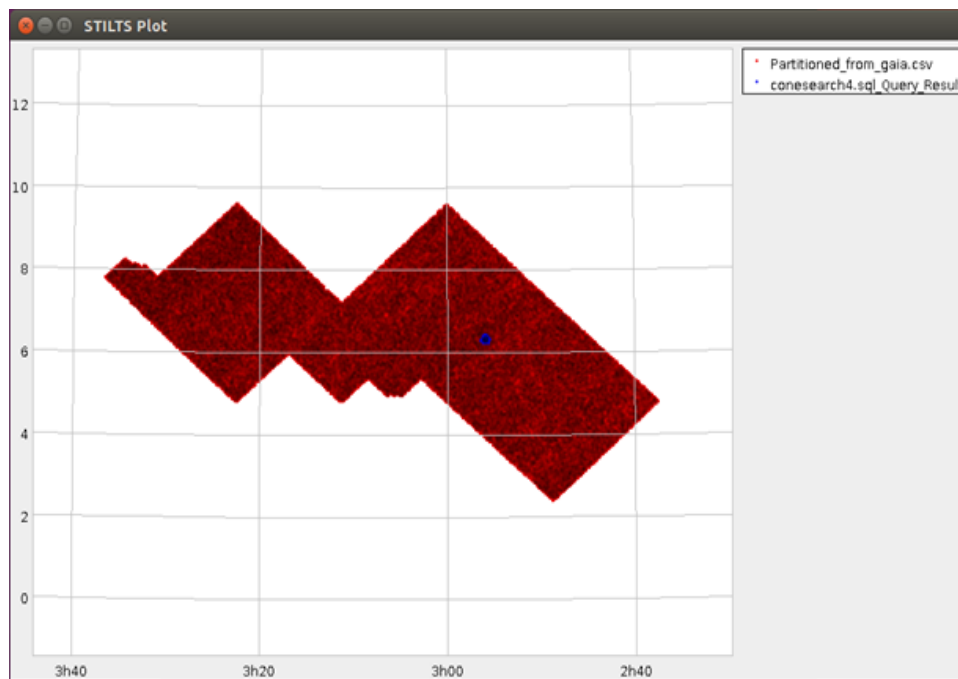 STILTS Plot
Partitioned_from_gaia.csv
conesearch4.sql_Query_Resul
12
10
8
6
4
2
0
3h40 3h20 3h00 2h40